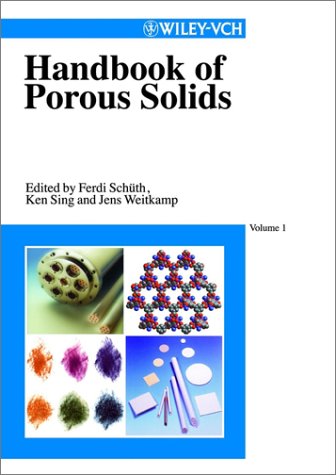 WILEY-VCH
Handbook of
Porous Solids
Edited by Ferdi Schüth,
Ken Sing and Jens Weitkamp
Volume 1